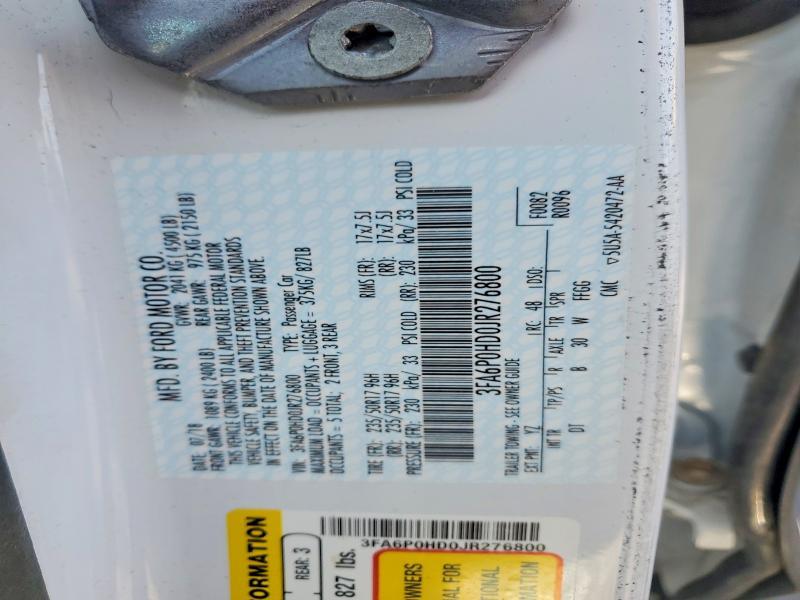 MFD. BY FORD MOTOR CO.
DATE: 07/18 GVWR: 2041 KG (4500 LB)
FRONT GAWR: 1089 KG (2400 LB) REAR GAWR: 975 KG (2150 LB)
THIS VEHICLE CONFORMS TO ALL APPLICABLE FEDERAL MOTOR
VEHICLE SAFETY, BUMPER, AND THEFT PREVENTION STANDARDS
IN EFFECT ON THE DATE OF MANUFACTURE SHOWN ABOVE.
VIN: 3FA6P0HD0JR276800 TYPE: Passenger Car
MAXIMUM LOAD = OCCUPANTS + LUGGAGE = 375KG/ 827LB
OCCUPANTS = 5 TOTAL; 2 FRONT, 3 REAR
TIRE (FR): 235/50R17 96H RIMS (FR): 17x7.5J
(RR): 235/50R17 96H (RR): 17x7.5J
PRESSURE (FR): 230 kPa/ 33 PSI COLD (RR): 230 kPa/ 33 PSI COLD
3FA6P0HD0JR276800
TRAILER TOWING - SEE OWNER GUIDE
EXT PNT: YZ RC: 48 DSO: F0082
INT TR TP/PS R AXLE TR SPR R0096
DT B 30 W FFGG
CMC ▽5U5A-5420472-AA
ORMATION
REAR: 3
827 lbs.
3FA6P0HD0JR276800
OWNERS
AL FOR
TIONAL